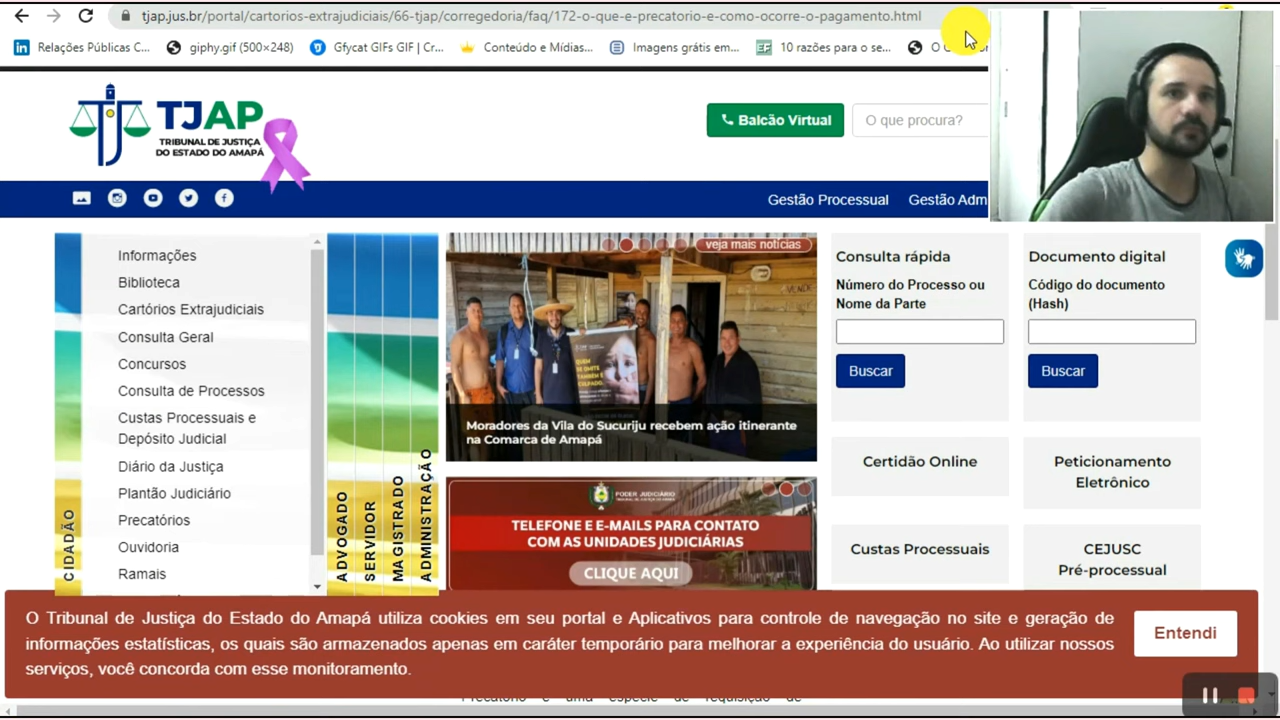 tjap.jus.br/portal/cartorios-extrajudiciais/66-tjap/corregedoria/faq/172-o-que-e-precatorio-e-como-ocorre-o-pagamento.html
Relações Públicas C...
giphy.gif (500×248)
Gfycat GIFs GIF | Cr...
Conteúdo e Mídias...
Imagens grátis em...
10 razões para o se...
TJAP
TRIBUNAL DE JUSTIÇA
DO ESTADO DO AMAPÁ
Balcão Virtual
O que procura?
Gestão Processual
Gestão Adm
Informações
Biblioteca
Cartórios Extrajudiciais
Consulta Geral
Concursos
Consulta de Processos
Custas Processuais e
Depósito Judicial
Diário da Justiça
Plantão Judiciário
Precatórios
Ouvidoria
Ramais
CIDADÃO
ADVOGADO
SERVIDOR
MAGISTRADO
ADMINISTRAÇÃO
veja mais notícias
Moradores da Vila do Sucuriju recebem ação itinerante
na Comarca de Amapá
PODER JUDICIÁRIO
TELEFONE E E-MAILS PARA CONTATO
COM AS UNIDADES JUDICIÁRIAS
CLIQUE AQUI
Consulta rápida
Número do Processo ou
Nome da Parte
Buscar
Documento digital
Código do documento
(Hash)
Buscar
Certidão Online
Peticionamento
Eletrônico
Custas Processuais
CEJUSC
Pré-processual
O Tribunal de Justiça do Estado do Amapá utiliza cookies em seu portal e Aplicativos para controle de navegação no site e geração de
informações estatísticas, os quais são armazenados apenas em caráter temporário para melhorar a experiência do usuário. Ao utilizar nossos
serviços, você concorda com esse monitoramento.
Entendi